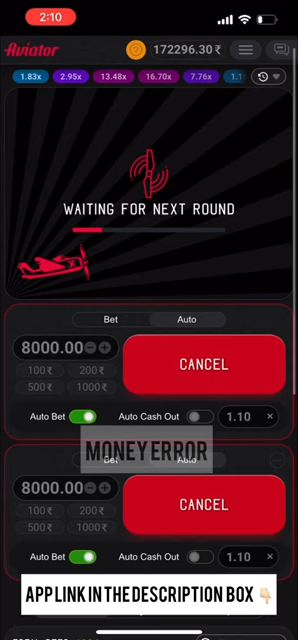 2:10
Aviator
172296.30₹
1.83x 2.95x 13.48x 16.70x 7.76x
WAITING FOR NEXT ROUND
Bet Auto
8000.00
100₹ 200₹
500₹ 1000₹
CANCEL
Auto Bet Auto Cash Out 1.10 ×
MONEY ERROR
Bet Auto
8000.00
100₹ 200₹
500₹ 1000₹
CANCEL
Auto Bet Auto Cash Out 1.10 ×
APP LINK IN THE DESCRIPTION BOX 👇🏻